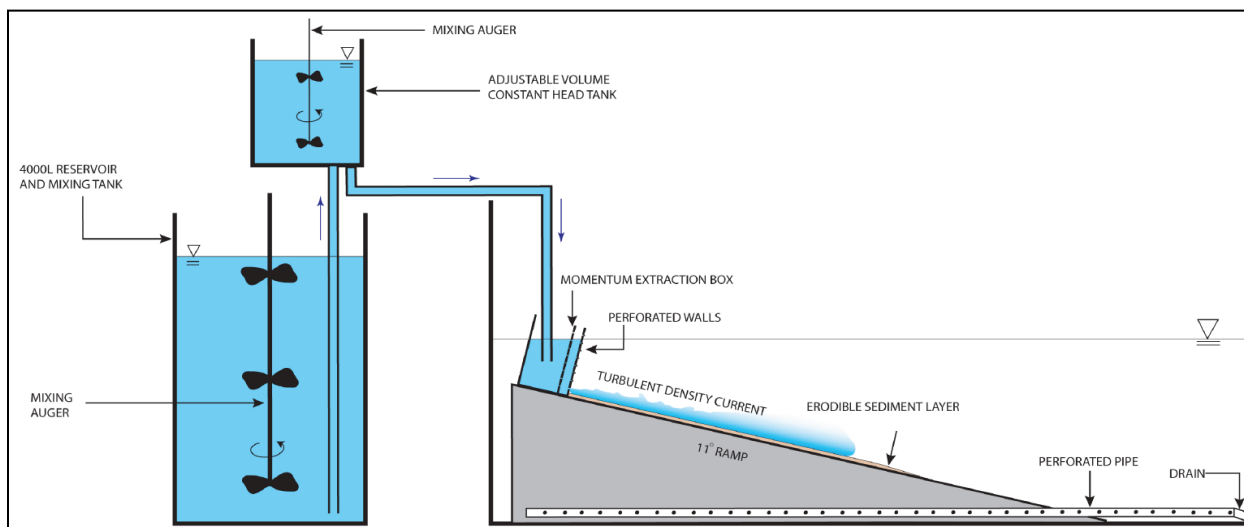 MIXING AUGER
ADJUSTABLE VOLUME
CONSTANT HEAD TANK
4000L RESERVOIR
AND MIXING TANK
MOMENTUM EXTRACTION BOX
PERFORATED WALLS
TURBULENT DENSITY CURRENT
MIXING
AUGER
ERODIBLE SEDIMENT LAYER
11° RAMP
PERFORATED PIPE
DRAIN